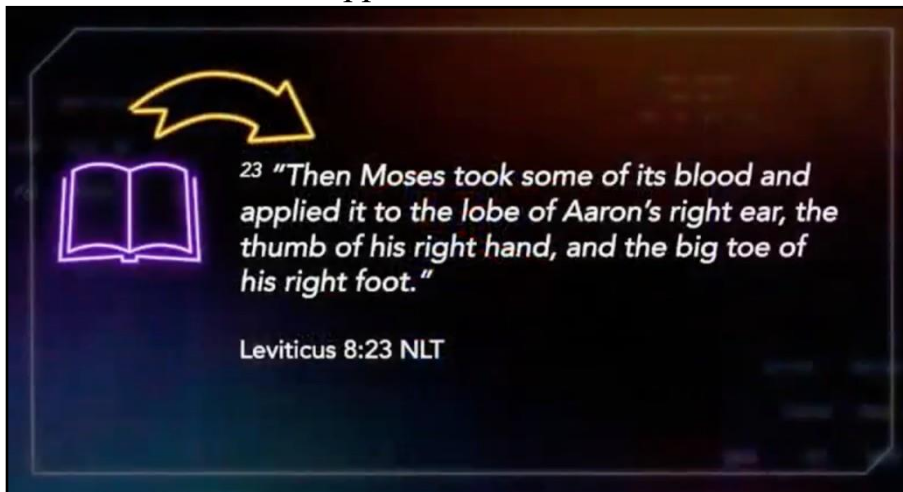 23 "Then Moses took some of its blood and
applied it to the lobe of Aaron's right ear, the
thumb of his right hand, and the big toe of
his right foot."
Leviticus 8:23 NLT